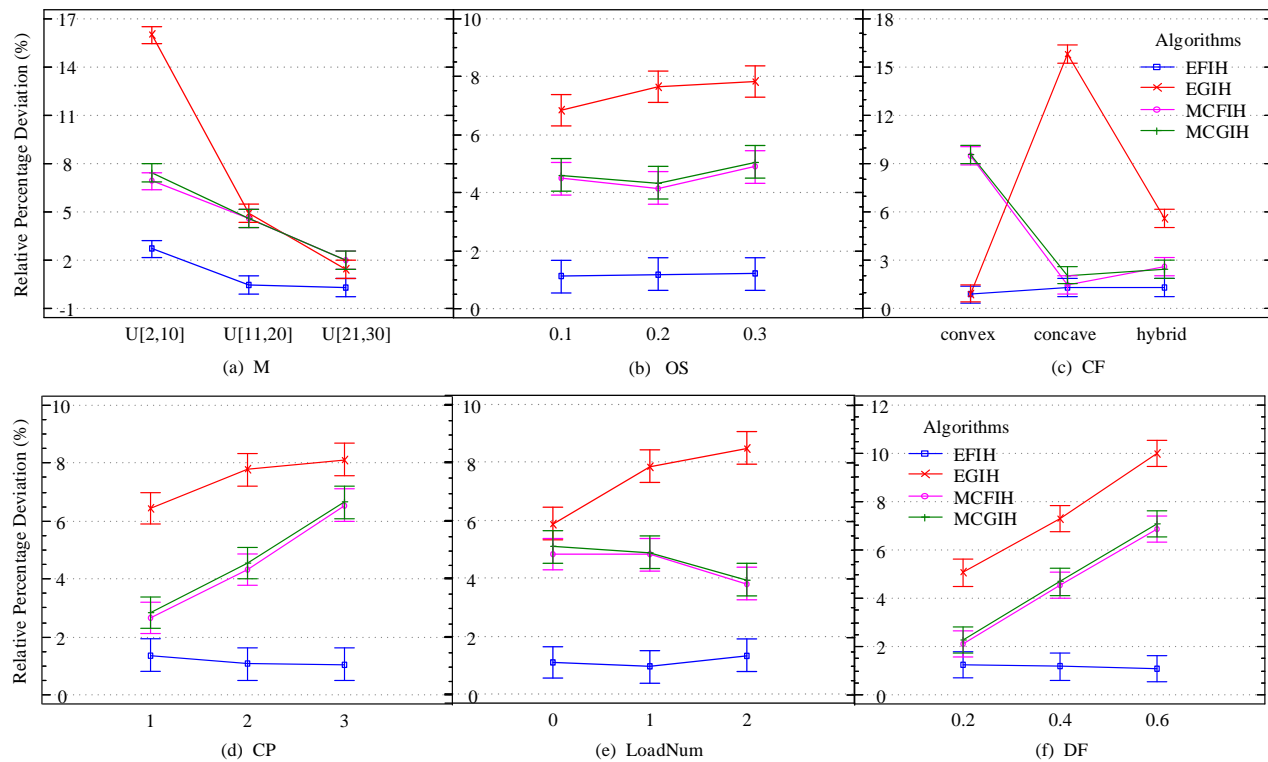 Relative Percentage Deviation (%)
17
14
11
8
5
2
-1
U[2,10] U[11,20] U[21,30]
(a) M
10
8
6
4
2
0
0.1 0.2 0.3
(b) OS
18
15
12
9
6
3
0
convex concave hybrid
(c) CF
Algorithms
EFIH
EGIH
MCFIH
MCGIH
Relative Percentage Deviation (%)
10
8
6
4
2
0
1 2 3
(d) CP
10
8
6
4
2
0
0 1 2
(e) LoadNum
12
10
8
6
4
2
0
0.2 0.4 0.6
(f) DF
Algorithms
EFIH
EGIH
MCFIH
MCGIH